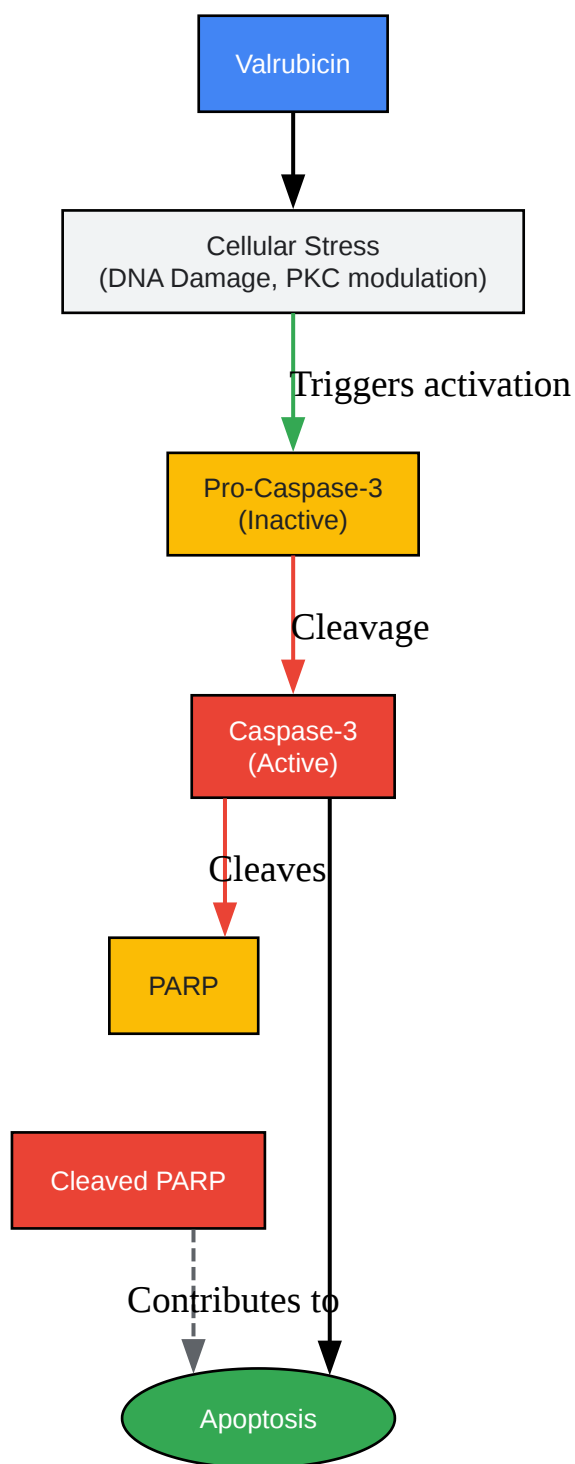 Valrubicin
Cellular Stress
(DNA Damage, PKC modulation)
Triggers activation
Pro-Caspase-3
(Inactive)
Cleavage
Caspase-3
(Active)
Cleaves
PARP
Cleaved PARP
Contributes to
Apoptosis